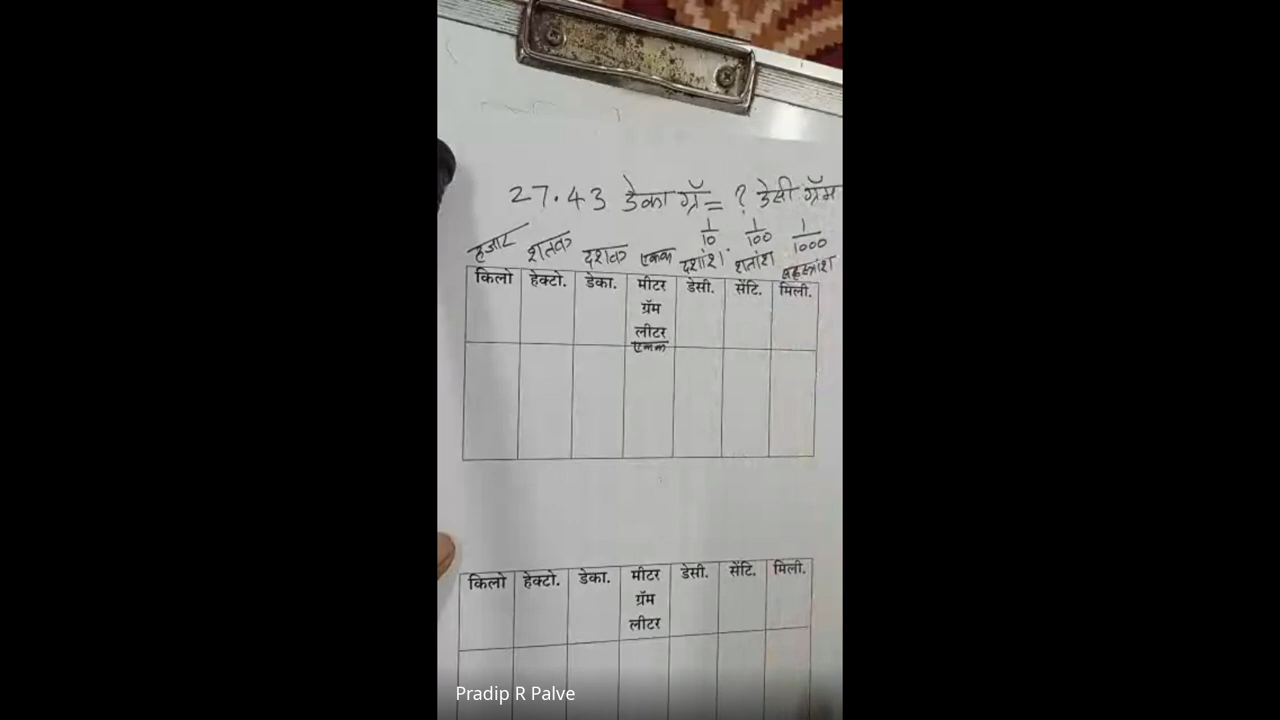 27.43 डेका ग्रॅ = ? डेसी ग्रॅम
1/10 1/100 1/1000
हजार शतक दशक एकक दशांश. शतांश सहस्त्रांश
किलो हेक्टो. डेका. मीटर डेसी. सेंटि. मिली.
ग्रॅम
लीटर
एकक
किलो हेक्टो. डेका. मीटर डेसी. सेंटि. मिली.
ग्रॅम
लीटर
Pradip R Palve